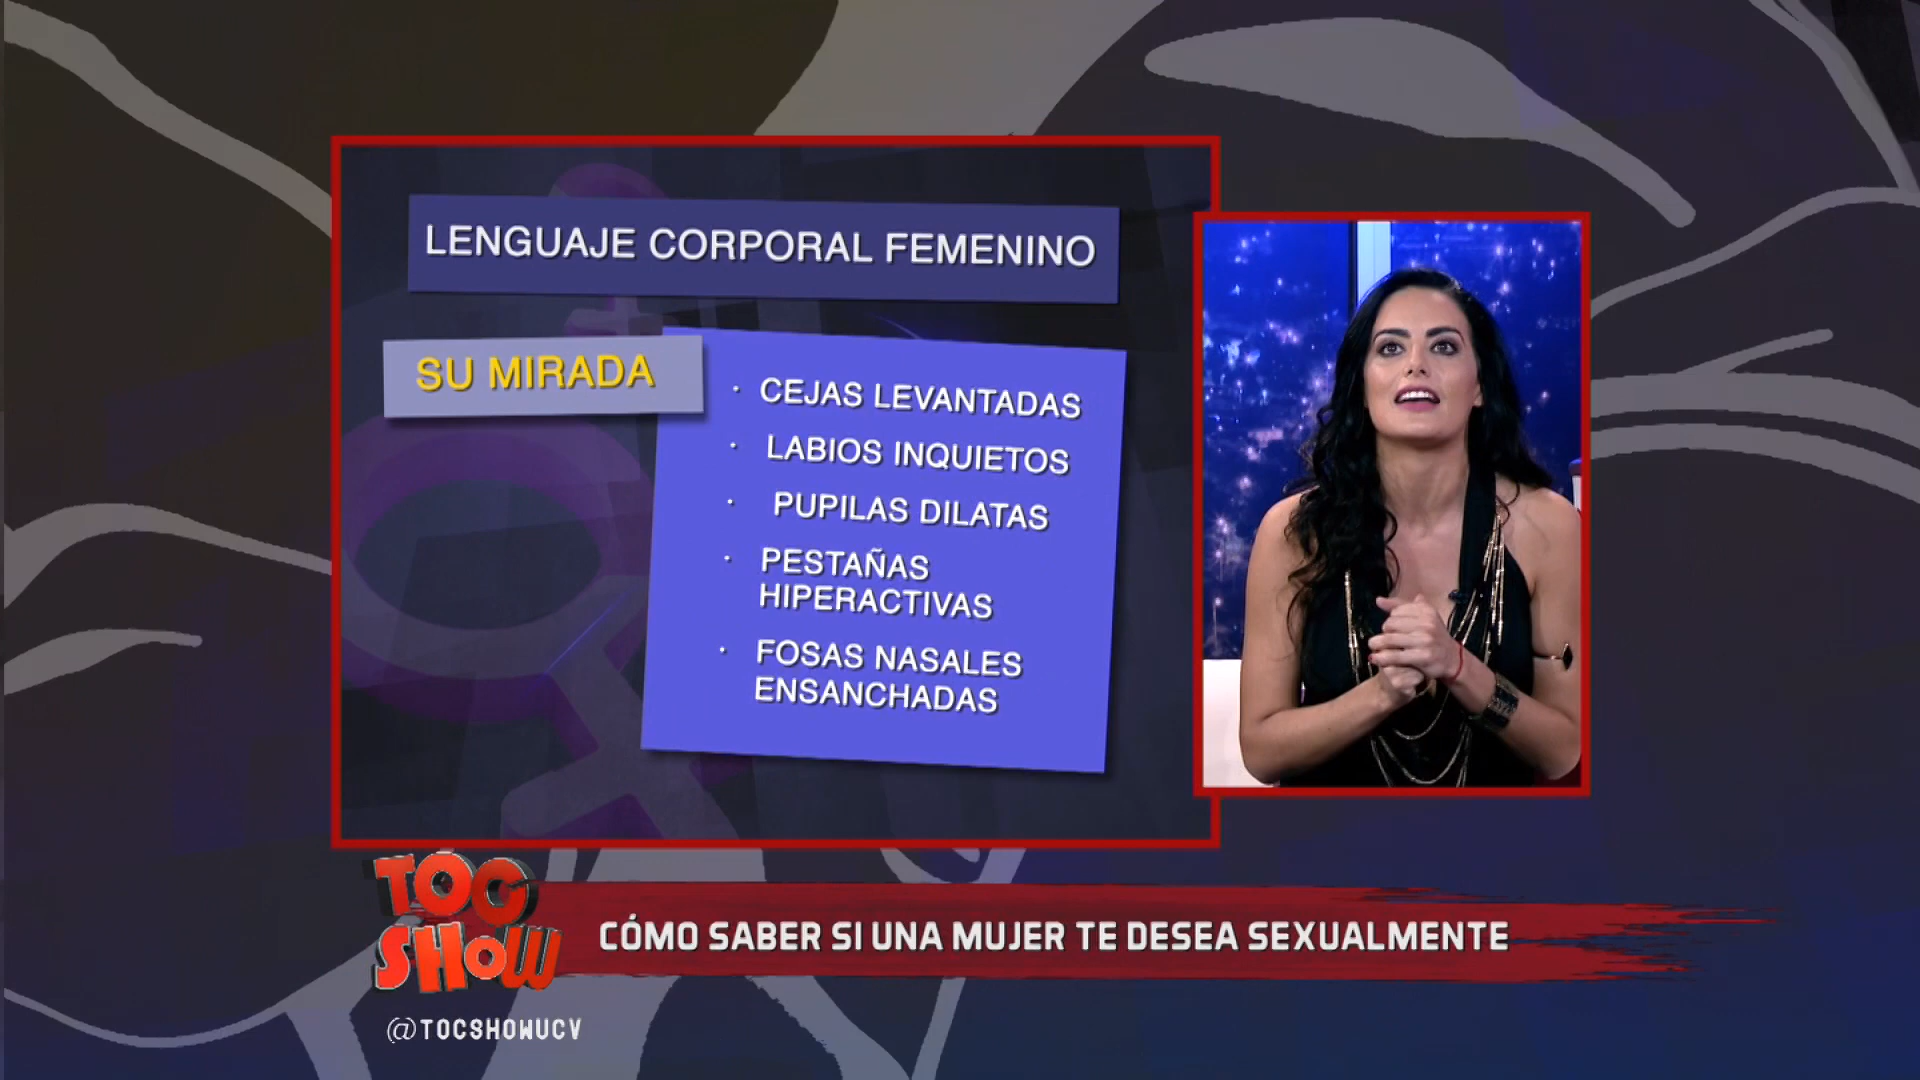 LENGUAJE CORPORAL FEMENINO
SU MIRADA
· CEJAS LEVANTADAS
· LABIOS INQUIETOS
· PUPILAS DILATAS
· PESTAÑAS
HIPERACTIVAS
· FOSAS NASALES
ENSANCHADAS
TOC
SHOW
CÓMO SABER SI UNA MUJER TE DESEA SEXUALMENTE
@TOCSHOWUCV